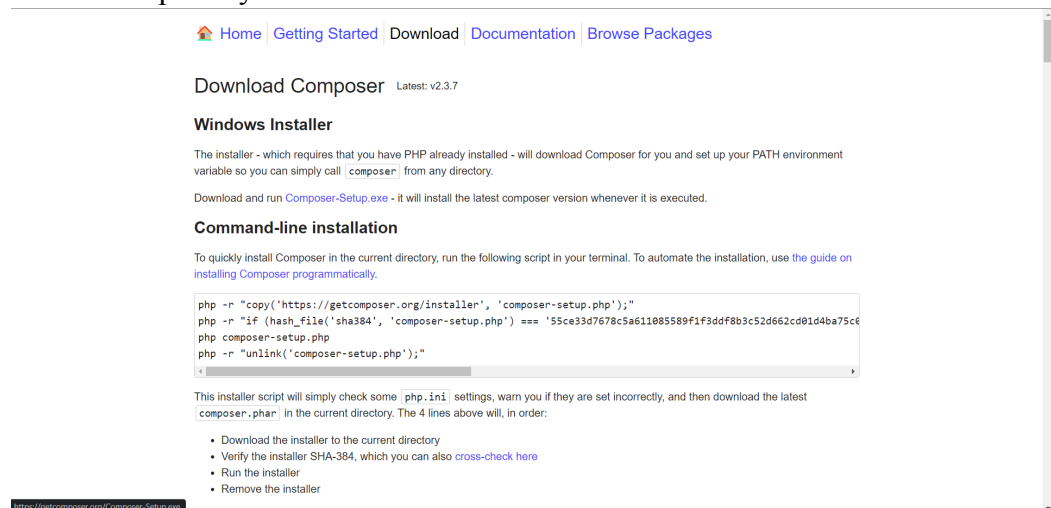 Home Getting Started Download Documentation Browse Packages
Download Composer Latest: v2.3.7
Windows Installer
The installer - which requires that you have PHP already installed - will download Composer for you and set up your PATH environment
variable so you can simply call composer from any directory.
Download and run Composer-Setup.exe - it will install the latest composer version whenever it is executed.
Command-line installation
To quickly install Composer in the current directory, run the following script in your terminal. To automate the installation, use the guide on
installing Composer programmatically.
php -r "copy('https://getcomposer.org/installer', 'composer-setup.php');"
php -r "if (hash_file('sha384', 'composer-setup.php') === '55ce33d7678c5a611085589f1f3ddf8b3c52d662cd01d4ba75c0
php composer-setup.php
php -r "unlink('composer-setup.php');"
This installer script will simply check some php.ini settings, warn you if they are set incorrectly, and then download the latest
composer.phar in the current directory. The 4 lines above will, in order:
• Download the installer to the current directory
• Verify the installer SHA-384, which you can also cross-check here
• Run the installer
• Remove the installer
https://getcomposer.org/Composer-Setup.exe